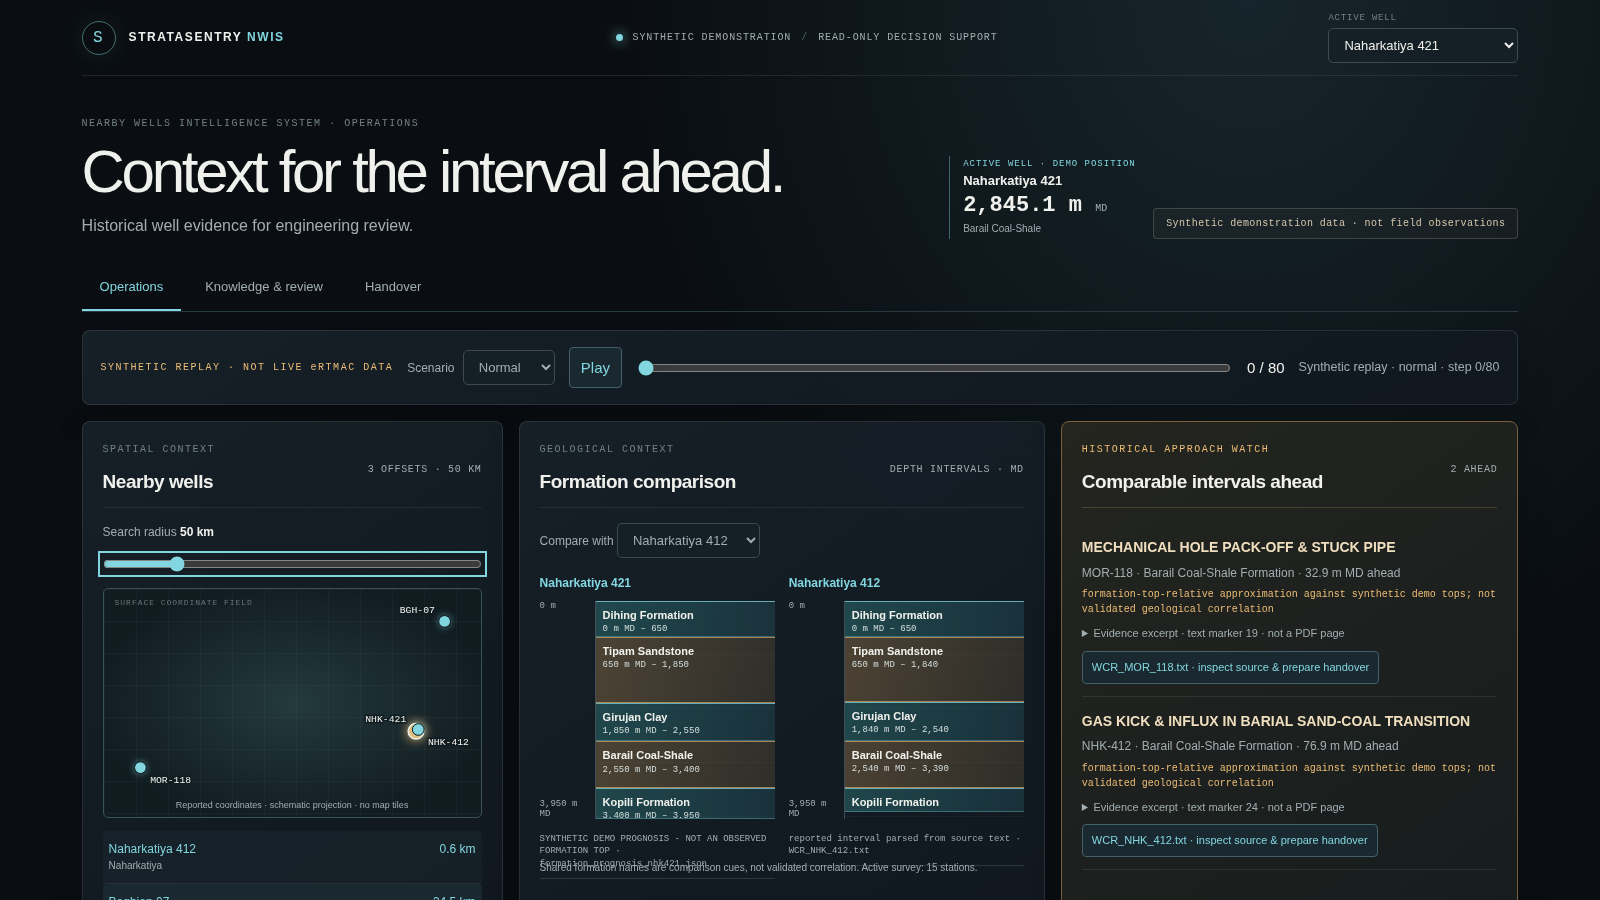 S
STRATASENTRY NWIS
SYNTHETIC DEMONSTRATION / READ-ONLY DECISION SUPPORT
ACTIVE WELL
Naharkatiya 421
NEARBY WELLS INTELLIGENCE SYSTEM · OPERATIONS
Context for the interval ahead.
Historical well evidence for engineering review.
ACTIVE WELL · DEMO POSITION
Naharkatiya 421
2,845.1 m MD
Barail Coal-Shale
Synthetic demonstration data · not field observations
Operations
Knowledge & review
Handover
SYNTHETIC REPLAY · NOT LIVE eRTMAC DATA
Scenario
Normal
Play
0 / 80
Synthetic replay · normal · step 0/80
SPATIAL CONTEXT
Nearby wells
3 OFFSETS · 50 KM
Search radius 50 km
SURFACE COORDINATE FIELD
BGH-07
NHK-421
NHK-412
MOR-118
Reported coordinates · schematic projection · no map tiles
Naharkatiya 412
0.6 km
Naharkatiya
GEOLOGICAL CONTEXT
Formation comparison
DEPTH INTERVALS · MD
Compare with
Naharkatiya 412
Naharkatiya 421
0 m
Dihing Formation
0 m MD – 650
Tipam Sandstone
650 m MD – 1,850
Girujan Clay
1,850 m MD – 2,550
Barail Coal-Shale
2,550 m MD – 3,400
Kopili Formation
3,400 m MD – 3,950
3,950 m
MD
SYNTHETIC DEMO PROGNOSIS - NOT AN OBSERVED
FORMATION TOP ·
formation_prognosis_nhk421.json
Naharkatiya 412
0 m
Dihing Formation
0 m MD – 650
Tipam Sandstone
650 m MD – 1,840
Girujan Clay
1,840 m MD – 2,540
Barail Coal-Shale
2,540 m MD – 3,390
Kopili Formation
3,950 m
MD
reported interval parsed from source text ·
WCR_NHK_412.txt
Shared formation names are comparison cues, not validated correlation. Active survey: 15 stations.
HISTORICAL APPROACH WATCH
Comparable intervals ahead
2 AHEAD
MECHANICAL HOLE PACK-OFF & STUCK PIPE
MOR-118 · Barail Coal-Shale Formation · 32.9 m MD ahead
formation-top-relative approximation against synthetic demo tops; not
validated geological correlation
Evidence excerpt · text marker 19 · not a PDF page
WCR_MOR_118.txt · inspect source & prepare handover
GAS KICK & INFLUX IN BARIAL SAND-COAL TRANSITION
NHK-412 · Barail Coal-Shale Formation · 76.9 m MD ahead
formation-top-relative approximation against synthetic demo tops; not
validated geological correlation
Evidence excerpt · text marker 24 · not a PDF page
WCR_NHK_412.txt · inspect source & prepare handover